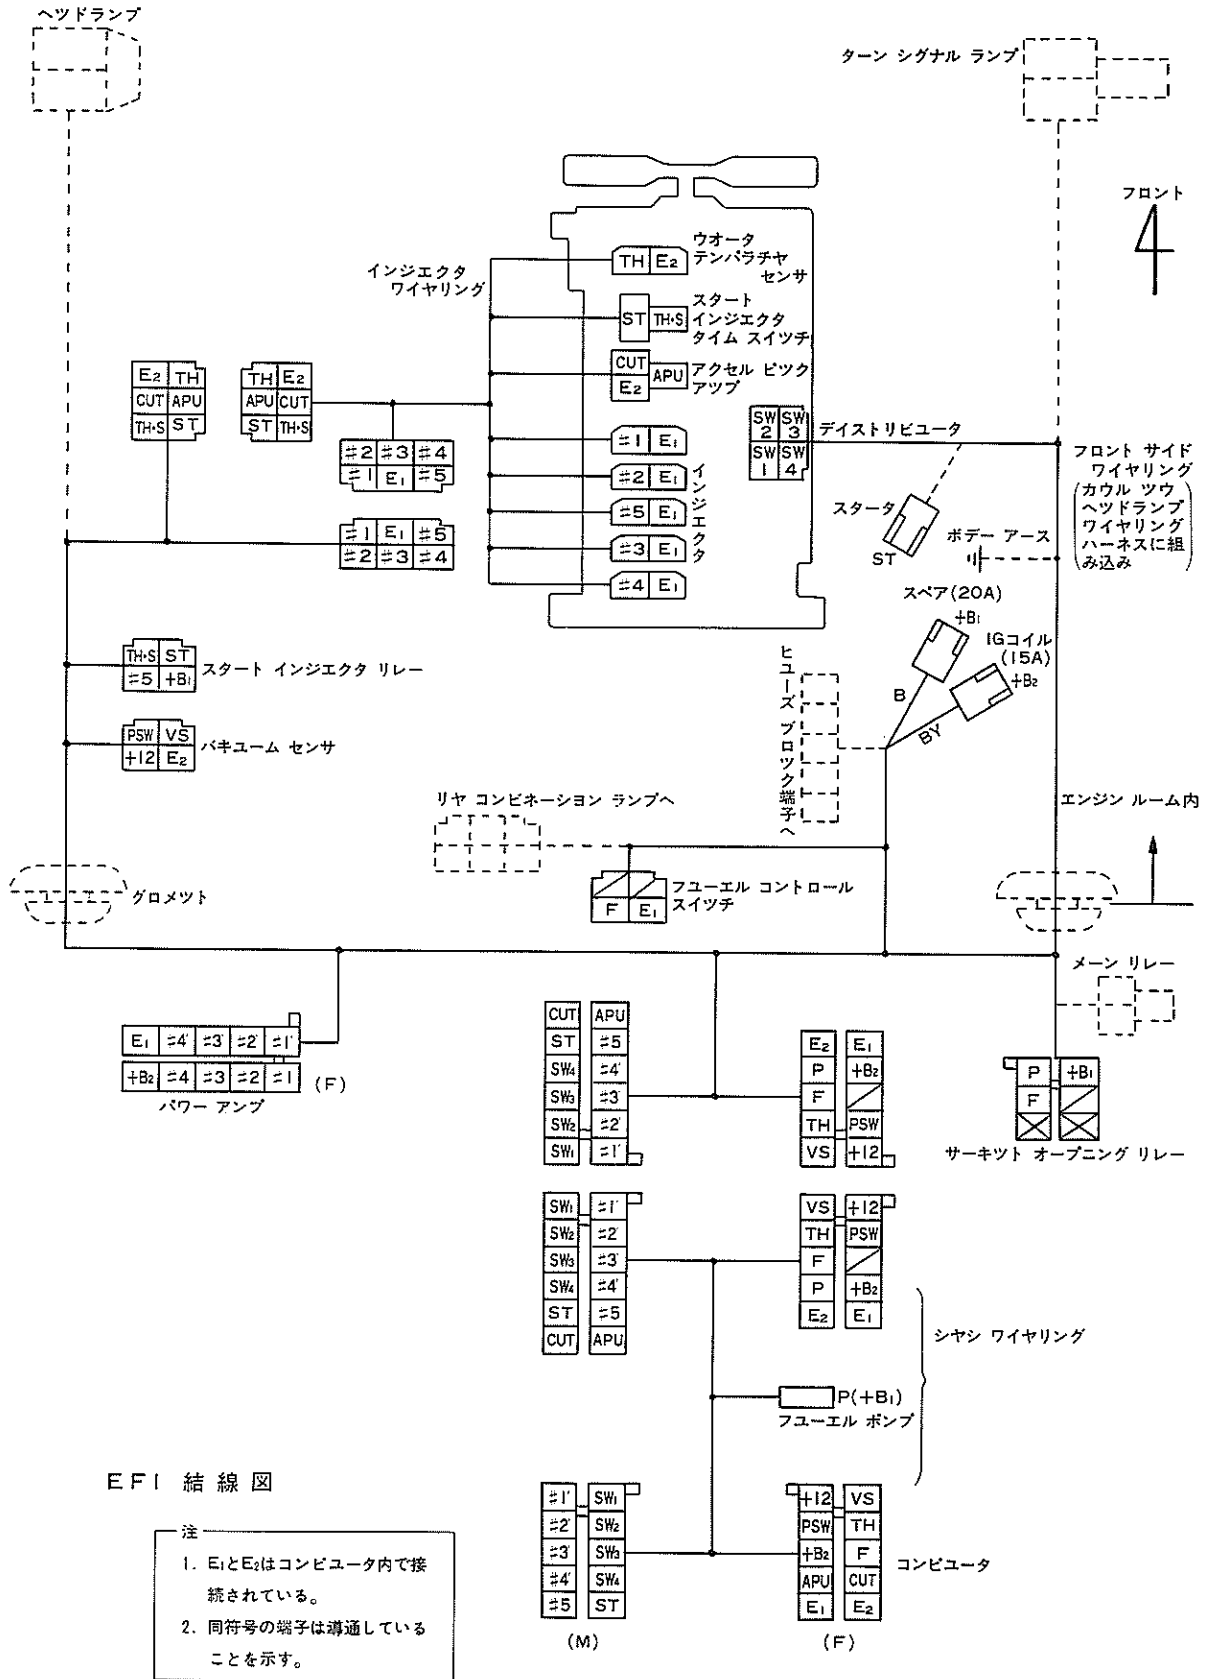 ヘツドランプ
ターン シグナル ランプ
フロント
ウオータ
テンパラチヤ
センサ
TH E2
インジエクタ
ワイヤリング
スタート
インジエクタ
タイム スイツチ
ST TH・S
アクセル ピツク
アツプ
CUT
E2 APU
E2 TH
CUT APU
TH・S ST
TH E2
APU CUT
ST TH・S
#2 #3 #4
#1 E1 #5
#1 E1
#2 E1
#5 E1
#3 E1
#4 E1
インジエクタ
SW2 SW3
SW1 SW4
デイストリビユータ
フロント サイド
ワイヤリング
(カウル ツウ
ヘツドランプ
ワイヤリング
ハーネスに組
み込み)
スタータ
ST
ボデー アース
#1 E1 #5
#2 #3 #4
スペア(20A)
+B1
IGコイル
(15A)
+B2
B
BY
ヒユーズ ブロツク端子へ
TH・S ST
#5 +B1
スタート インジエクタ リレー
PSW VS
+12 E2
バキユーム センサ
リヤ コンビネーション ランプへ
エンジン ルーム内
グロメツト
F E1
フユーエル コントロール
スイツチ
メーン リレー
E1 #4' #3' #2' #1'
+B2 #4 #3 #2 #1
(F)
パワー アンプ
CUT APU
ST #5
SW4 #4'
SW3 #3'
SW2 #2'
SW1 #1'
E2 E1
P +B2
F
TH PSW
VS +12
P +B1
F
サーキツト オープニング リレー
SW1 #1'
SW2 #2'
SW3 #3'
SW4 #4'
ST #5
CUT APU
VS +12
TH PSW
F
P +B2
E2 E1
シヤシ ワイヤリング
P(+B1)
フユーエル ポンプ
EFI 結線図
#1' SW1
#2' SW2
#3' SW3
#4' SW4
#5 ST
(M)
+12 VS
PSW TH
+B2 F
APU CUT
E1 E2
(F)
コンピユータ
注
1. E1とE2はコンピユータ内で接
続されている。
2. 同符号の端子は導通している
ことを示す。